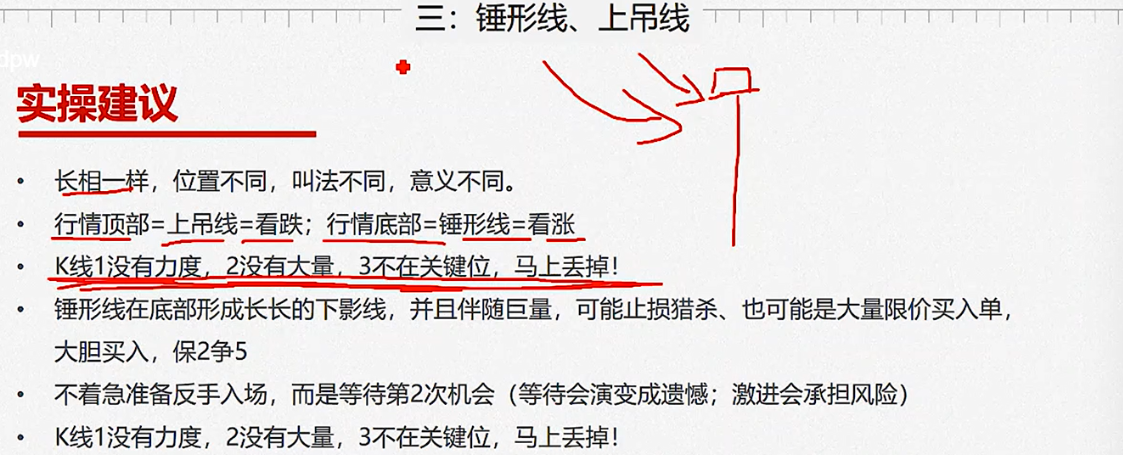 三：锤形线、上吊线
dpw
实操建议
• 长相一样，位置不同，叫法不同，意义不同。
• 行情顶部=上吊线=看跌；行情底部=锤形线=看涨
• K线1没有力度，2没有大量，3不在关键位，马上丢掉！
• 锤形线在底部形成长长的下影线，并且伴随巨量，可能止损猎杀、也可能是大量限价买入单，
大胆买入，保2争5
• 不着急准备反手入场，而是等待第2次机会（等待会演变成遗憾；激进会承担风险）
• K线1没有力度，2没有大量，3不在关键位，马上丢掉！